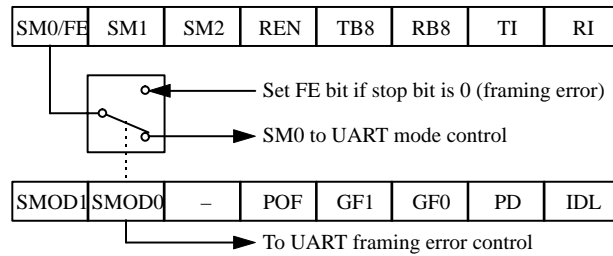 SM0/FE SM1 SM2 REN TB8 RB8 TI RI
Set FE bit if stop bit is 0 (framing error)
SM0 to UART mode control
SMOD1 SMOD0 – POF GF1 GF0 PD IDL
To UART framing error control